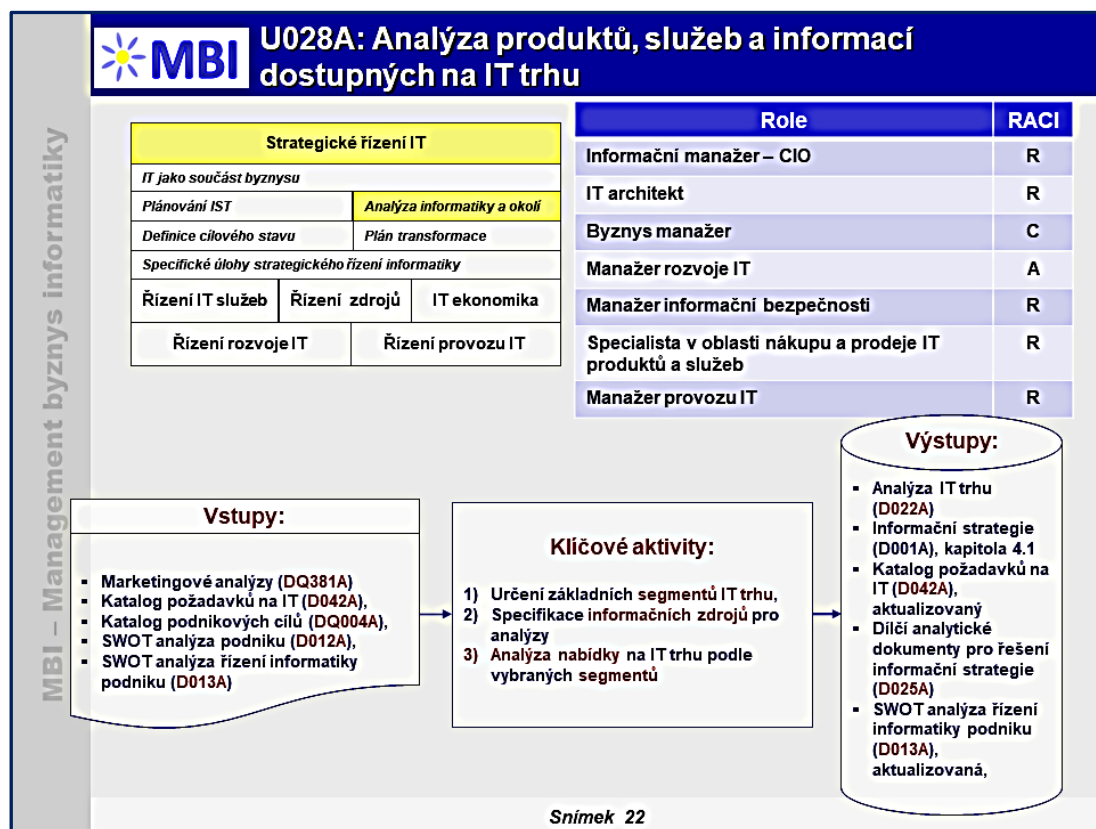 MBI
U028A: Analýza produktů, služeb a informací
dostupných na IT trhu
MBI – Management byznys informatiky
Strategické řízení IT
IT jako součást byznysu
Plánování IST
Analýza informatiky a okolí
Definice cílového stavu
Plán transformace
Specifické úlohy strategického řízení informatiky
Řízení IT služeb
Řízení zdrojů
IT ekonomika
Řízení rozvoje IT
Řízení provozu IT
Role RACI
Informační manažer – CIO R
IT architekt R
Byznys manažer C
Manažer rozvoje IT A
Manažer informační bezpečnosti R
Specialista v oblasti nákupu a prodeje IT R
produktů a služeb
Manažer provozu IT R
Vstupy:
▪ Marketingové analýzy (DQ381A)
▪ Katalog požadavků na IT (D042A),
▪ Katalog podnikových cílů (DQ004A),
▪ SWOT analýza podniku (D012A),
▪ SWOT analýza řízení informatiky
podniku (D013A)
Klíčové aktivity:
1) Určení základních segmentů IT trhu,
2) Specifikace informačních zdrojů pro
analýzy
3) Analýza nabídky na IT trhu podle
vybraných segmentů
Výstupy:
▪ Analýza IT trhu
(D022A)
▪ Informační strategie
(D001A), kapitola 4.1
▪ Katalog požadavků na
IT (D042A),
aktualizovaný
▪ Dílčí analytické
dokumenty pro řešení
informační strategie
(D025A)
▪ SWOT analýza řízení
informatiky podniku
(D013A),
aktualizovaná,
Snímek 22